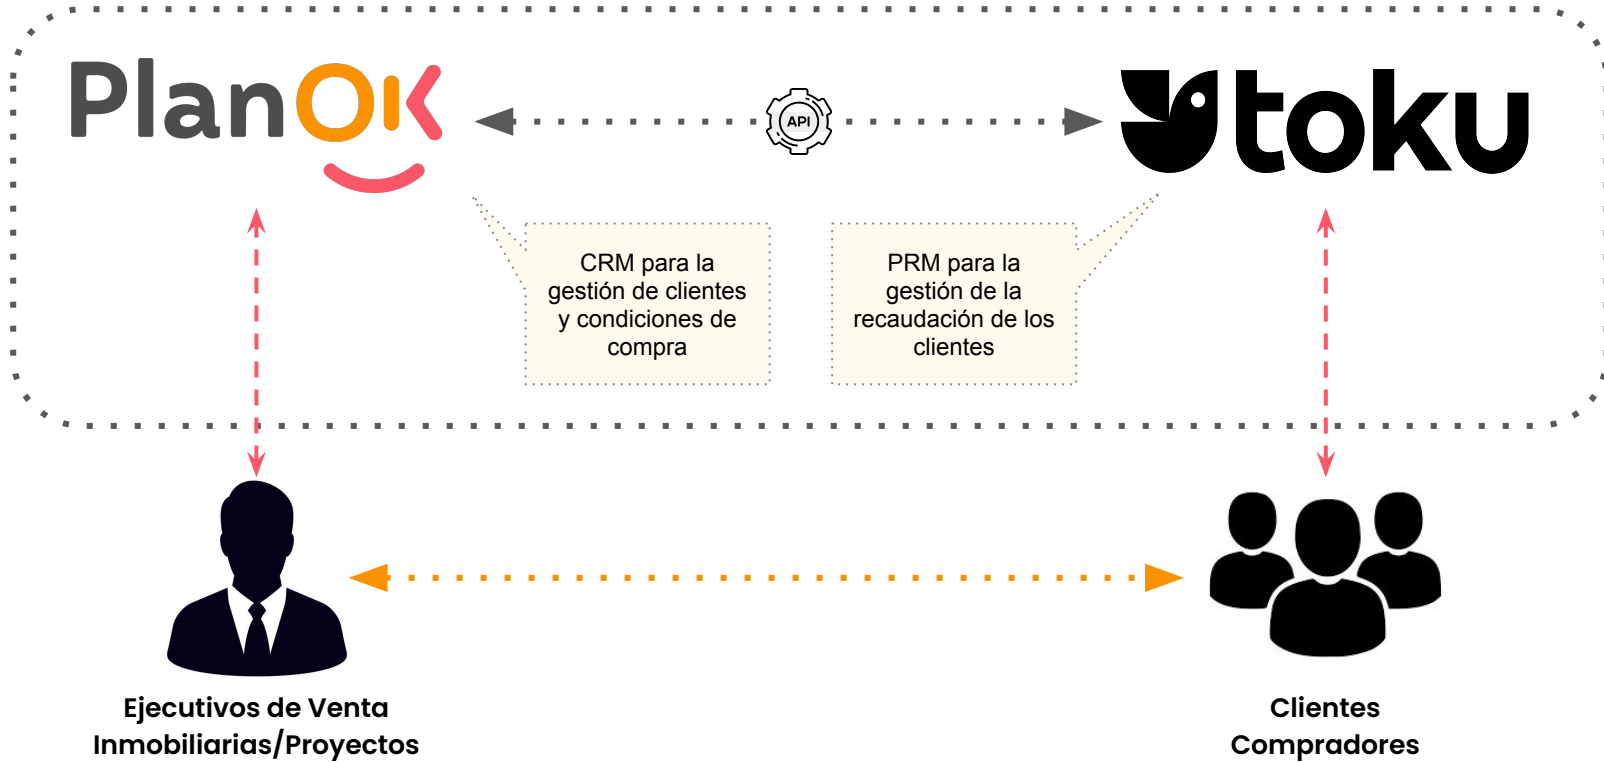 PlanOK
API
toku
CRM para la
gestión de clientes
y condiciones de
compra
PRM para la
gestión de la
recaudación de los
clientes
Ejecutivos de Venta
Inmobiliarias/Proyectos
Clientes
Compradores